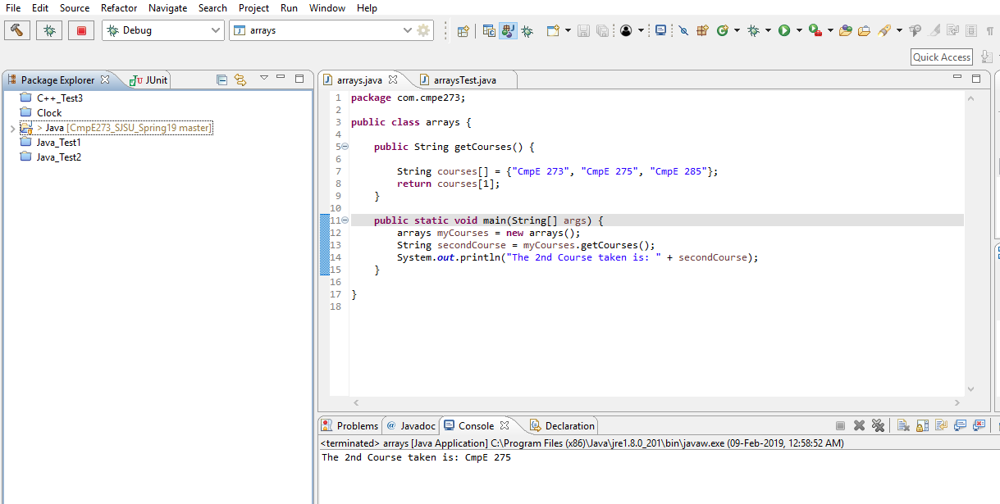 File Edit Source Refactor Navigate Search Project Run Window Help
Debug arrays
Quick Access
Package Explorer JUnit
C++_Test3
Clock
> Java [CmpE273_SJSU_Spring19 master]
Java_Test1
Java_Test2
arrays.java arraysTest.java
1 package com.cmpe273;
2
3 public class arrays {
4
5 public String getCourses() {
6
7 String courses[] = {"CmpE 273", "CmpE 275", "CmpE 285"};
8 return courses[1];
9 }
10
11 public static void main(String[] args) {
12 arrays myCourses = new arrays();
13 String secondCourse = myCourses.getCourses();
14 System.out.println("The 2nd Course taken is: " + secondCourse);
15 }
16
17 }
18
Problems @ Javadoc Console Declaration
<terminated> arrays [Java Application] C:\Program Files (x86)\Java\jre1.8.0_201\bin\javaw.exe (09-Feb-2019, 12:58:52 AM)
The 2nd Course taken is: CmpE 275